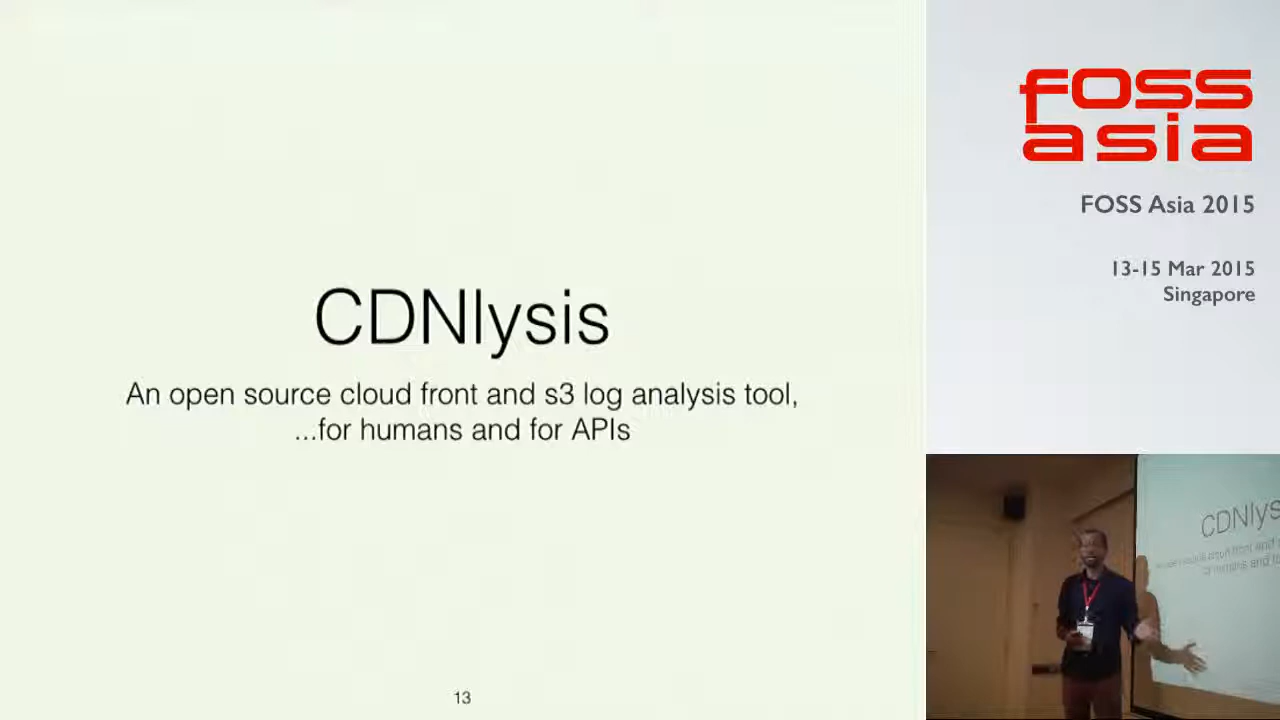 CDNlysis
An open source cloud front and s3 log analysis tool,
...for humans and for APIs
13
foss
asia
FOSS Asia 2015
13-15 Mar 2015
Singapore
CDNlys